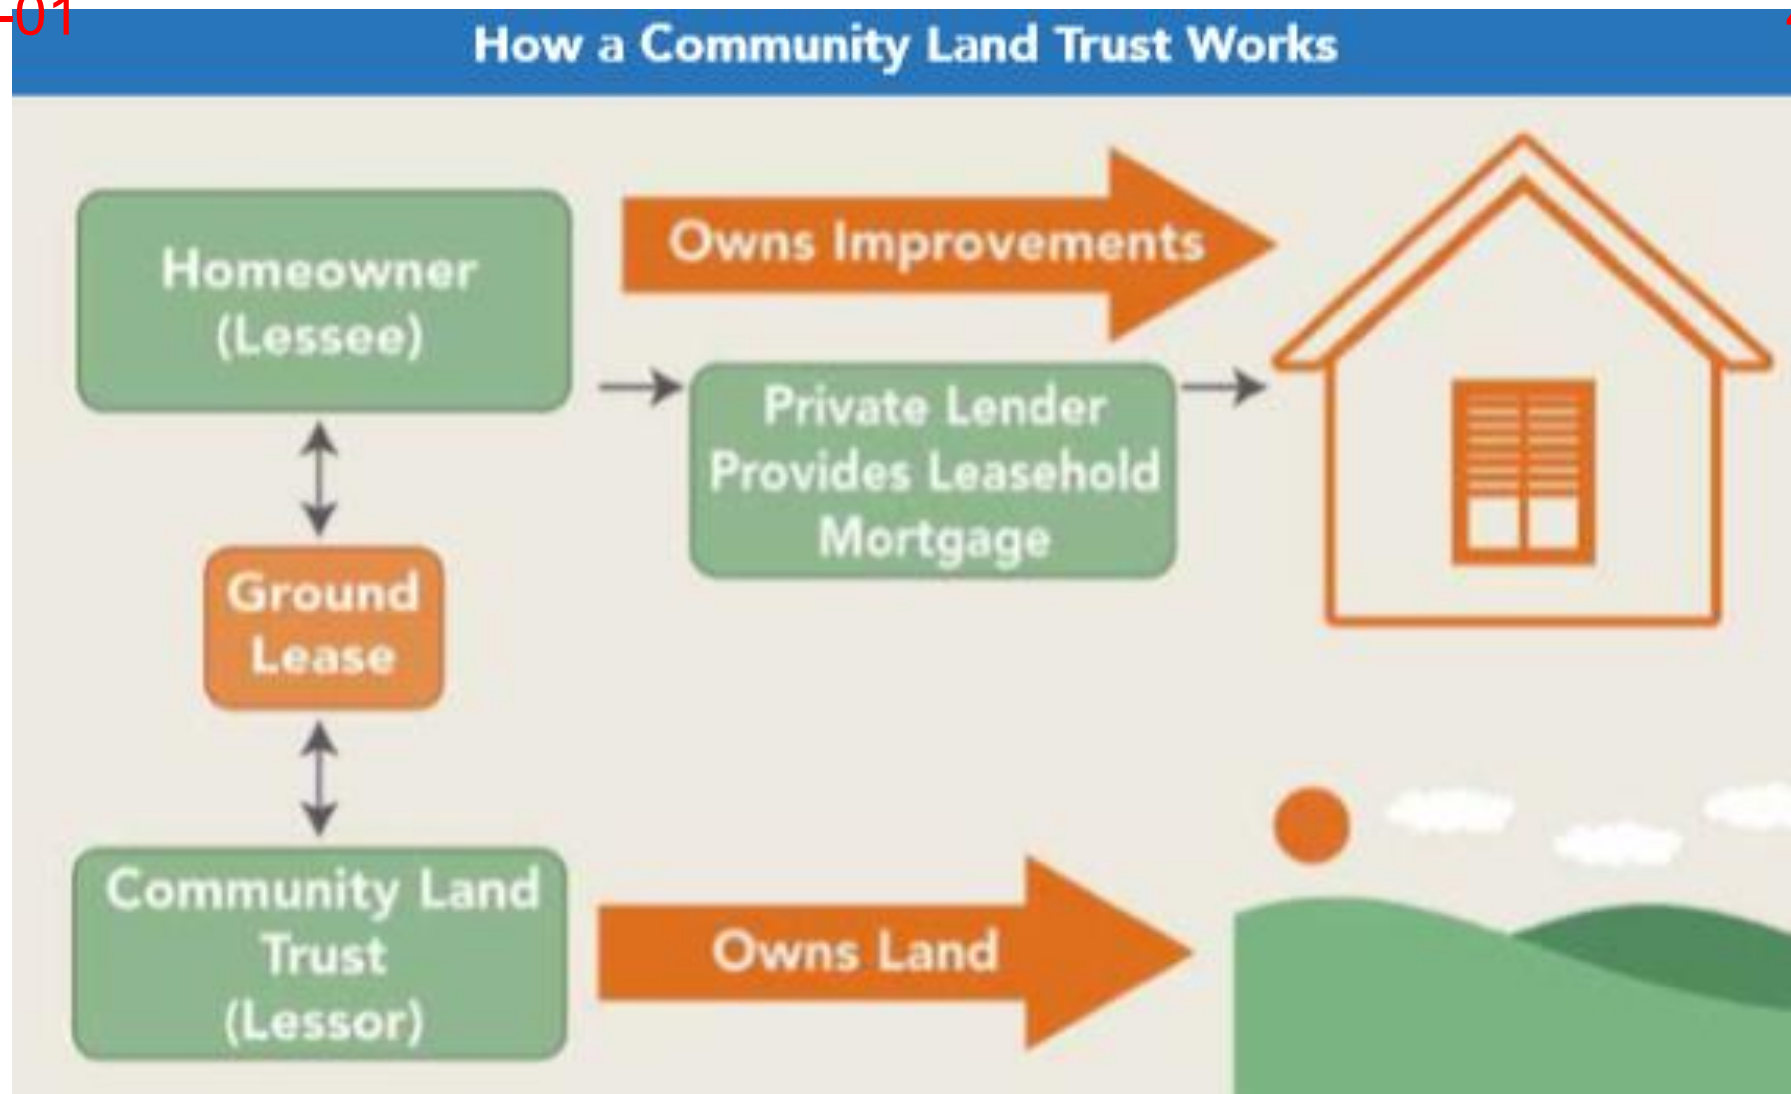 -01
How a Community Land Trust Works
Homeowner
(Lessee)
Owns Improvements
Private Lender
Provides Leasehold
Mortgage
Ground
Lease
Community Land
Trust
(Lessor)
Owns Land